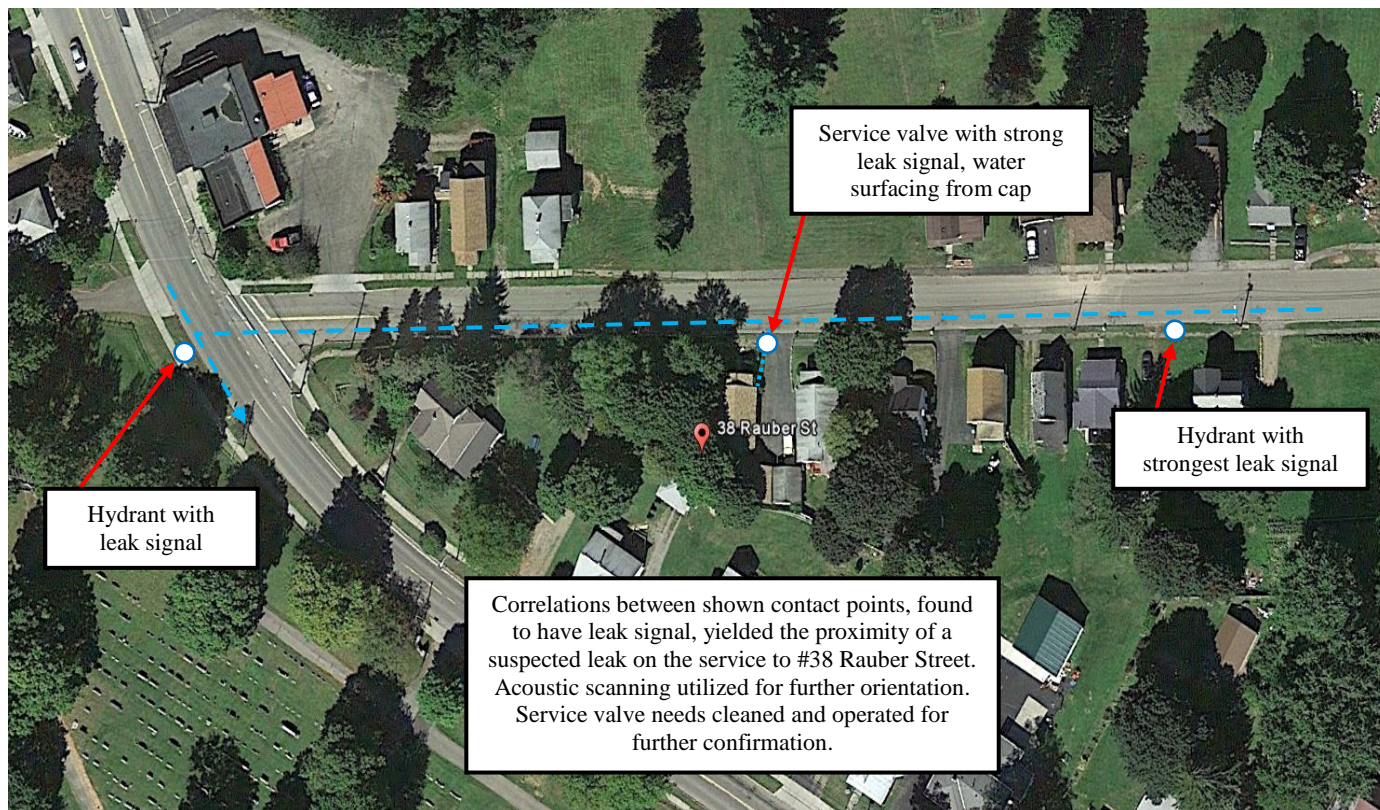 Service valve with strong
leak signal, water
surfacing from cap
38 Rauber St
Hydrant with
strongest leak signal
Hydrant with
leak signal
Correlations between shown contact points, found
to have leak signal, yielded the proximity of a
suspected leak on the service to #38 Rauber Street.
Acoustic scanning utilized for further orientation.
Service valve needs cleaned and operated for
further confirmation.